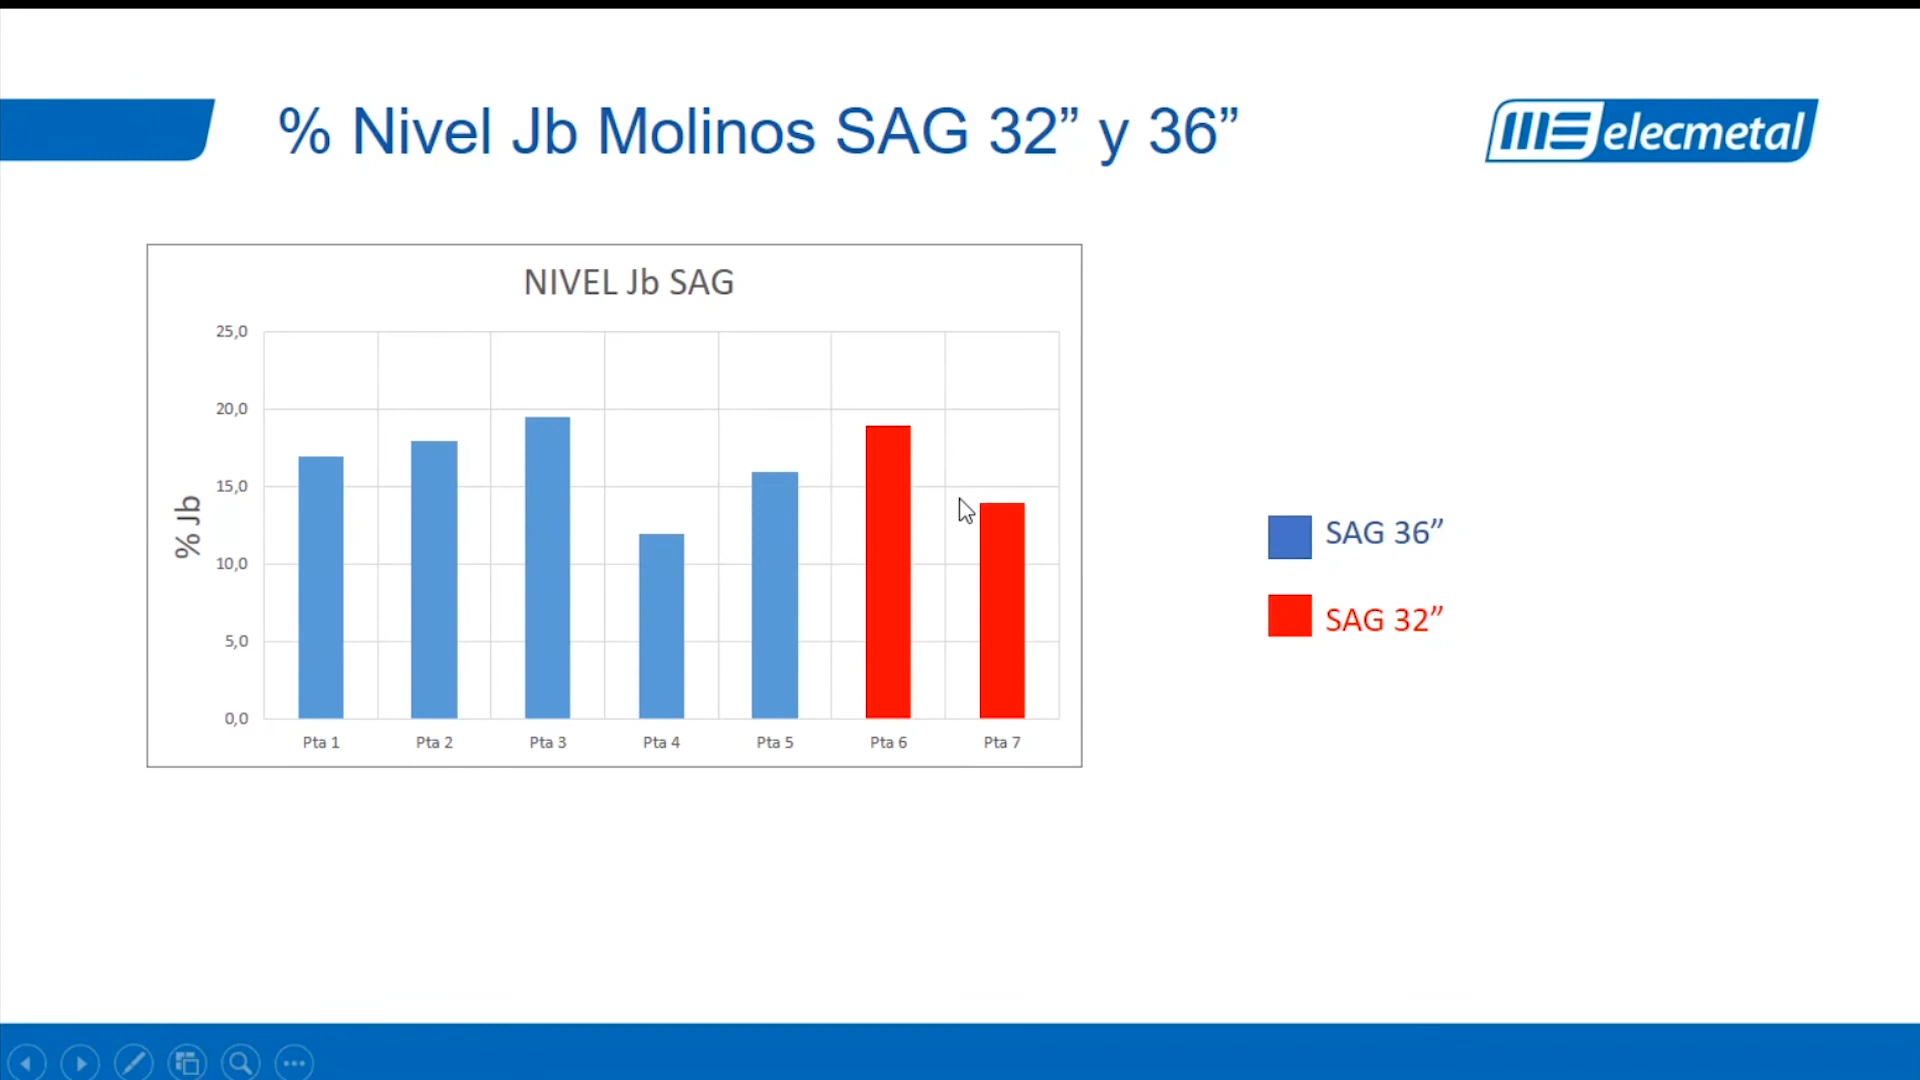 % Nivel Jb Molinos SAG 32” y 36”
ME elecmetal
NIVEL Jb SAG
25,0
20,0
15,0
10,0
5,0
0,0
% Jb
Pta 1 Pta 2 Pta 3 Pta 4 Pta 5 Pta 6 Pta 7
SAG 36”
SAG 32”